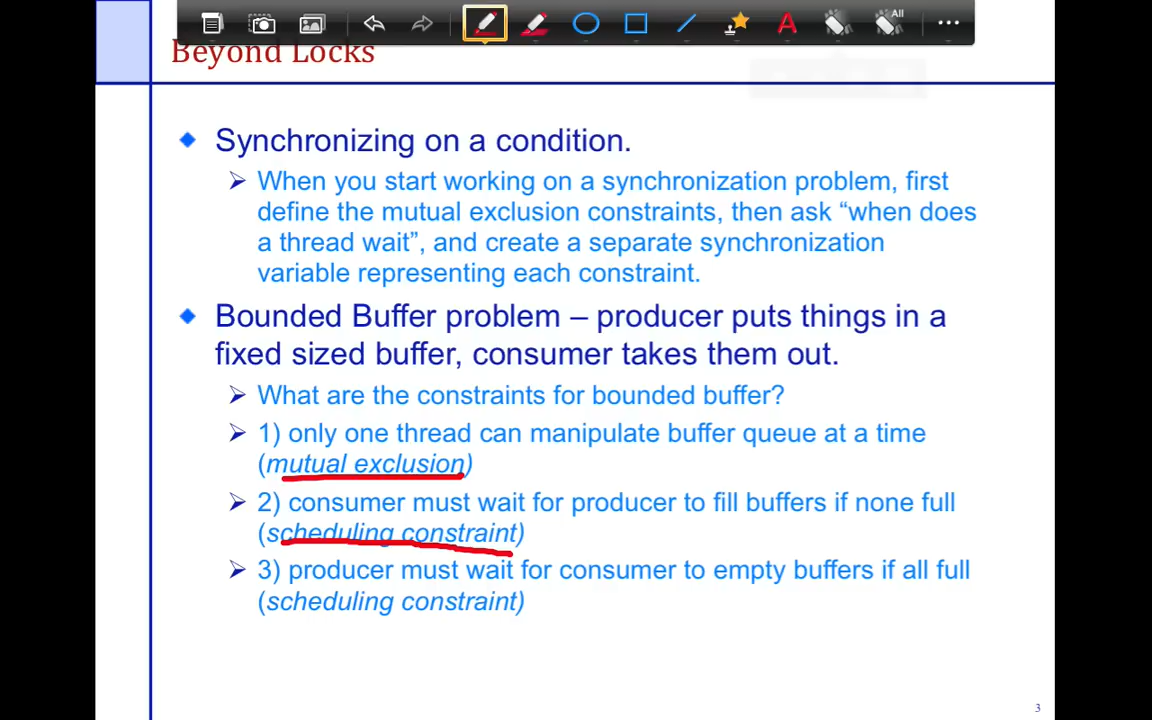 All
A
Beyond Locks
Synchronizing on a condition.
When you start working on a synchronization problem, first
define the mutual exclusion constraints, then ask “when does
a thread wait”, and create a separate synchronization
variable representing each constraint.
Bounded Buffer problem – producer puts things in a
fixed sized buffer, consumer takes them out.
What are the constraints for bounded buffer?
1) only one thread can manipulate buffer queue at a time
(mutual exclusion)
2) consumer must wait for producer to fill buffers if none full
(scheduling constraint)
3) producer must wait for consumer to empty buffers if all full
(scheduling constraint)
3